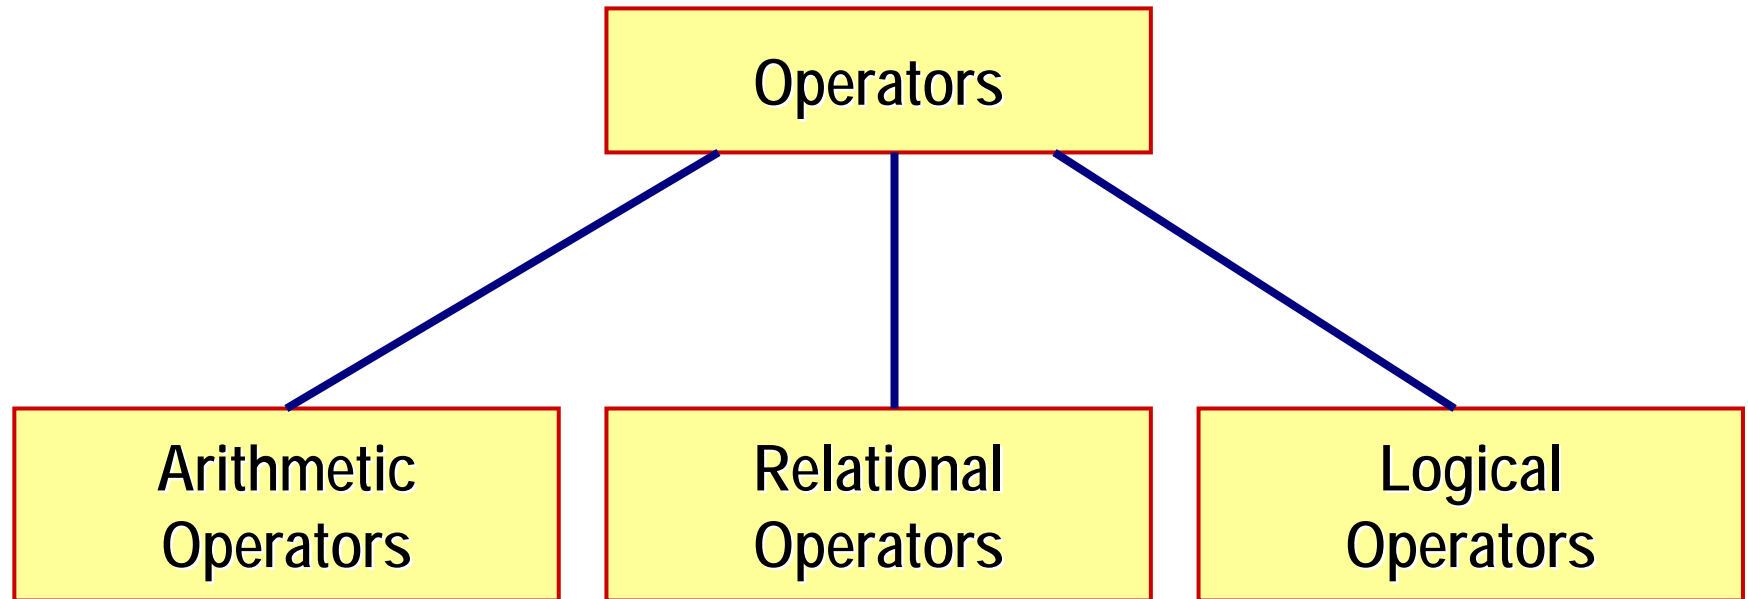 Operators
Arithmetic
Operators
Relational
Operators
Logical
Operators